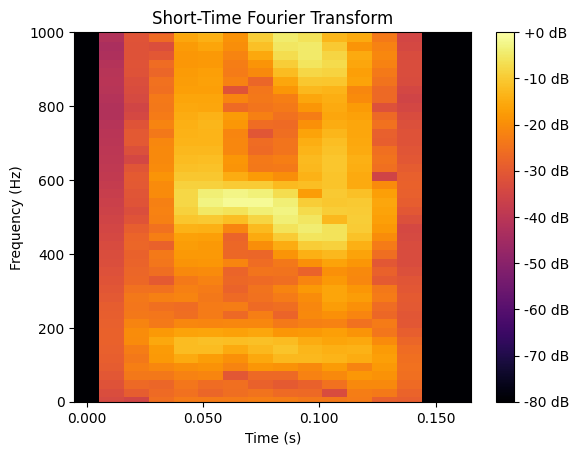 Short-Time Fourier Transform
1000
800
600
400
200
0
Frequency (Hz)
0.000
0.050
0.100
0.150
Time (s)
+0 dB
-10 dB
-20 dB
-30 dB
-40 dB
-50 dB
-60 dB
-70 dB
-80 dB